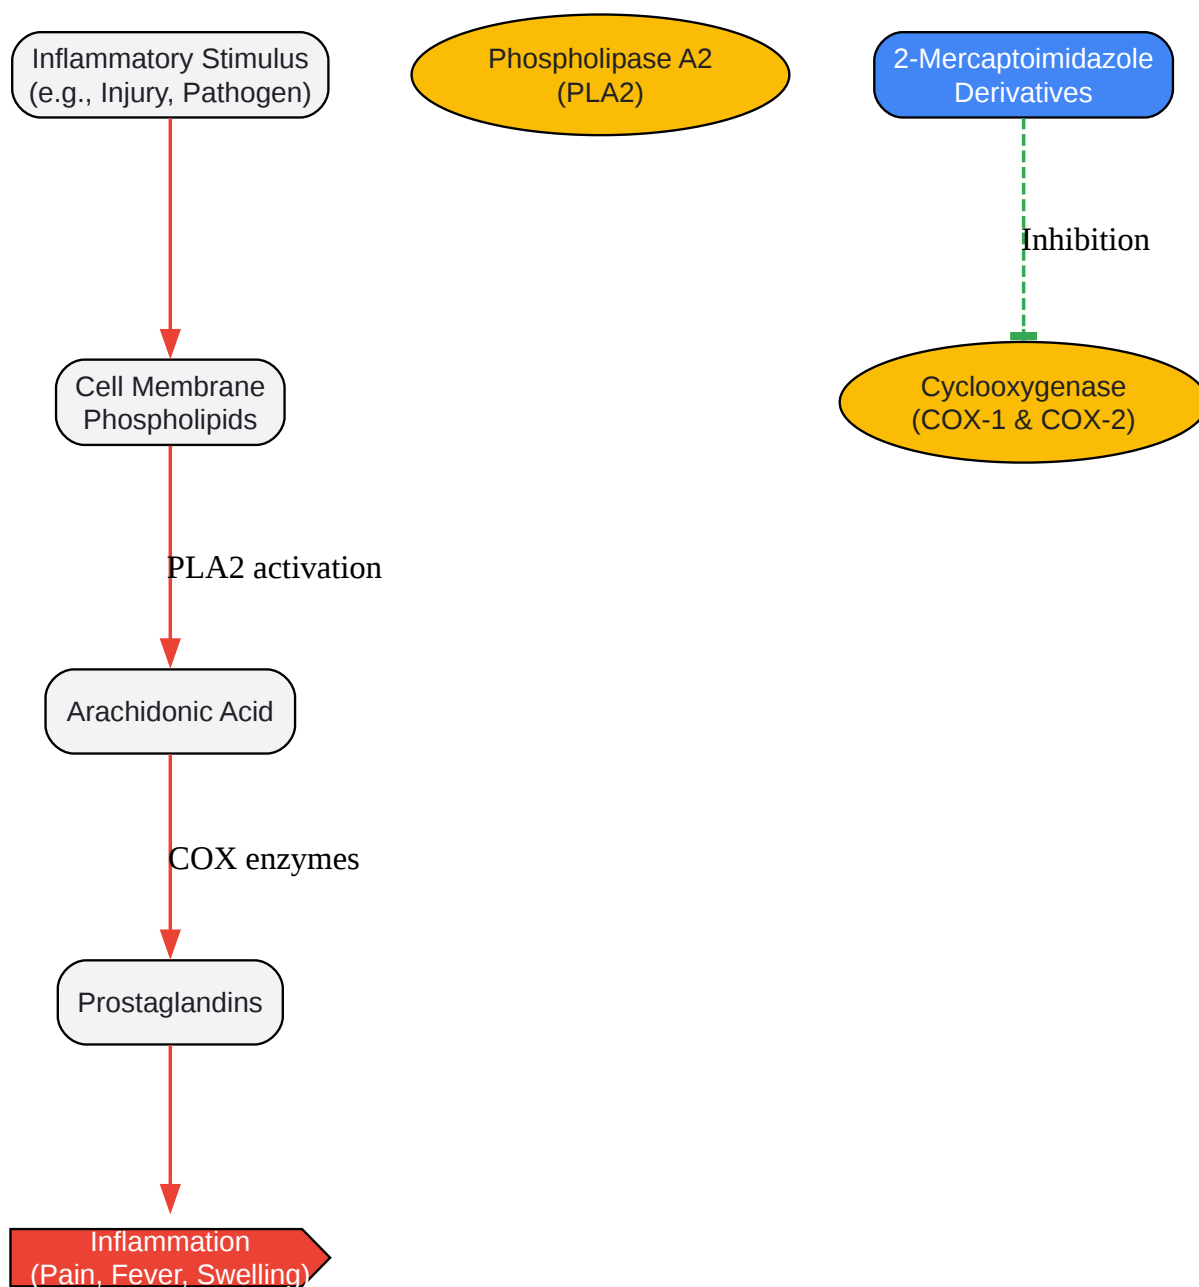 Inflammatory Stimulus
(e.g., Injury, Pathogen)
Phospholipase A2
(PLA2)
2-Mercaptoimidazole
Derivatives
Inhibition
Cell Membrane
Phospholipids
Cyclooxygenase
(COX-1 & COX-2)
PLA2 activation
Arachidonic Acid
COX enzymes
Prostaglandins
Inflammation
(Pain, Fever, Swelling)